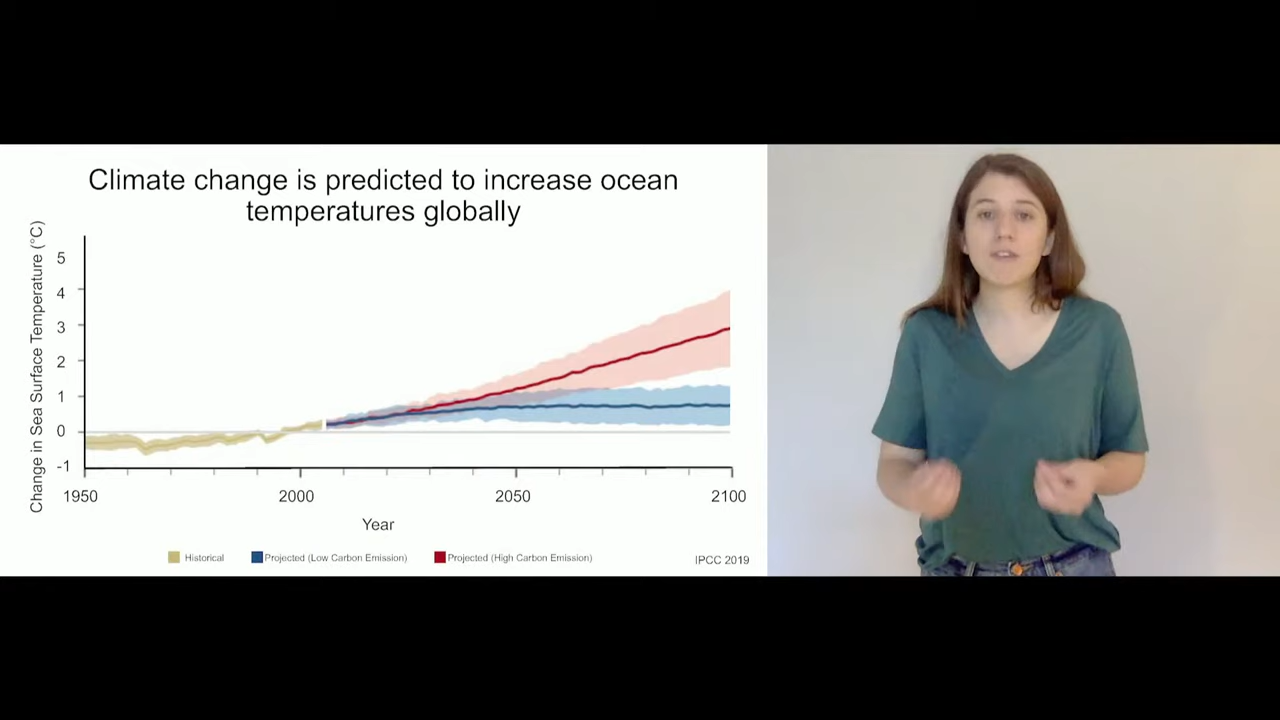 Climate change is predicted to increase ocean
temperatures globally
Change in Sea Surface Temperature (°C)
5
4
3
2
1
0
-1
1950 2000 2050 2100
Year
Historical Projected (Low Carbon Emission) Projected (High Carbon Emission) IPCC 2019